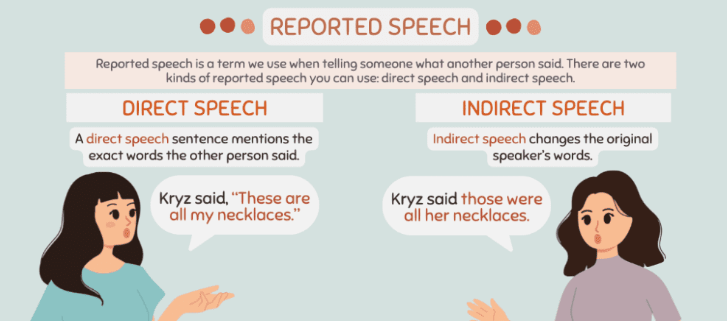 REPORTED SPEECH
Reported speech is a term we use when telling someone what another person said. There are two
kinds of reported speech you can use: direct speech and indirect speech.
DIRECT SPEECH
A direct speech sentence mentions the
exact words the other person said.
Kryz said, “These are
all my necklaces.”
INDIRECT SPEECH
Indirect speech changes the original
speaker's words.
Kryz said those were
all her necklaces.